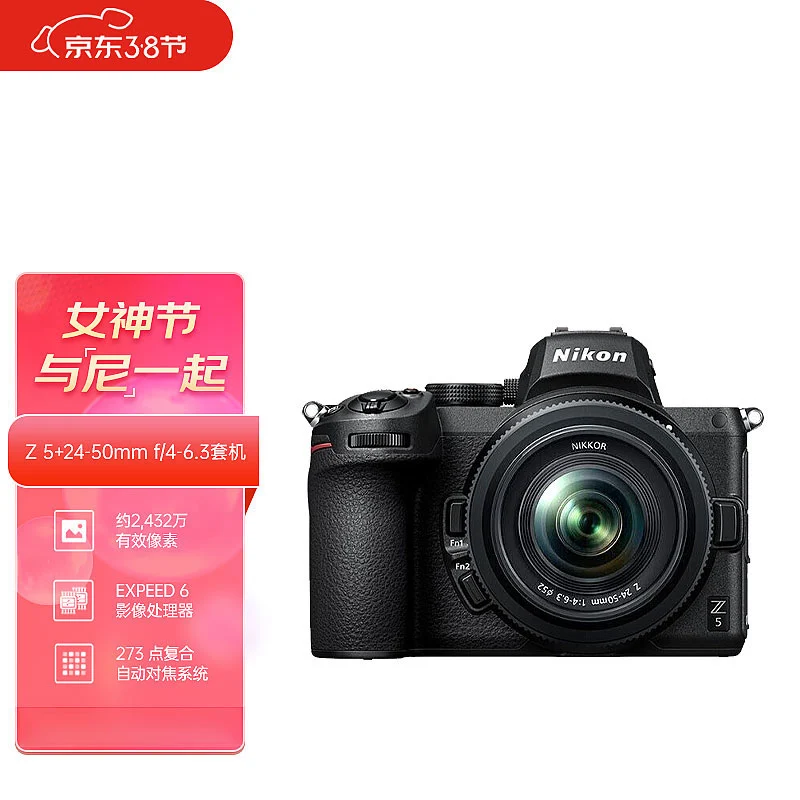 京东3.8节
女神节
与「尼」一起
Z 5+24-50mm f/4-6.3套机
约2,432万
有效像素
EXPEED 6
影像处理器
273 点复合
自动对焦系统
Nikon
NIKKOR
Fn1
Fn2
Z 24-50mm 1:4-6.3 ø52
Z
5